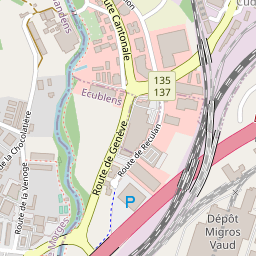 Route Cantonale
Ecublens
135
137
Route de Genève
Route de Reculan
de la Chocolatière
Route de la Venoge
P
Dépôt
Migros
Vaud